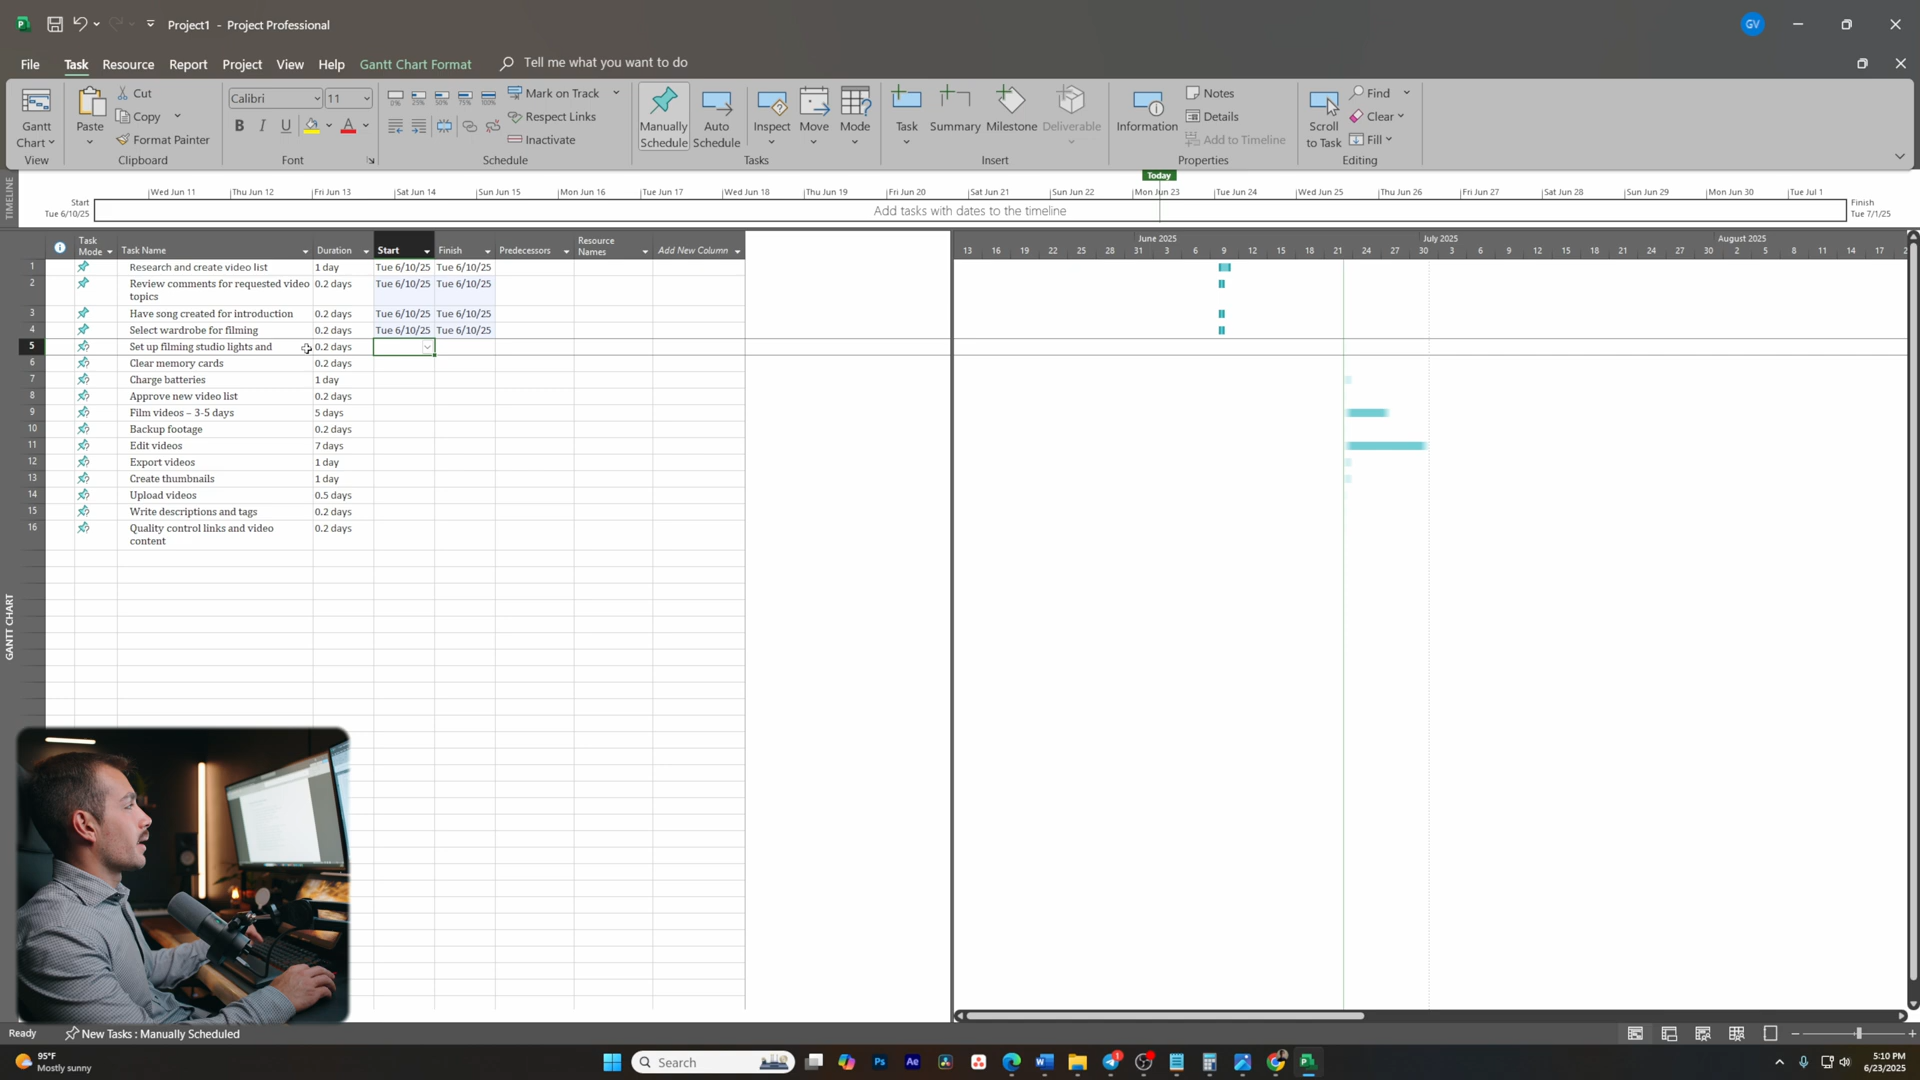 Project1 - Project Professional
GV
File Task Resource Report Project View Help Gantt Chart Format Tell me what you want to do
Gantt Chart
View
Paste
Cut
Copy
Format Painter
Clipboard
Calibri 11
B I U A
Font
0% 25% 50% 75% 100%
Mark on Track
Respect Links
Inactivate
Schedule
Manually Schedule
Auto Schedule
Inspect
Move
Mode
Tasks
Task
Summary
Milestone
Deliverable
Insert
Information
Notes
Details
Add to Timeline
Properties
Scroll to Task
Find
Clear
Fill
Editing
TIMELINE
Today
Wed Jun 11 Thu Jun 12 Fri Jun 13 Sat Jun 14 Sun Jun 15 Mon Jun 16 Tue Jun 17 Wed Jun 18 Thu Jun 19 Fri Jun 20 Sat Jun 21 Sun Jun 22 Mon Jun 23 Tue Jun 24 Wed Jun 25 Thu Jun 26 Fri Jun 27 Sat Jun 28 Sun Jun 29 Mon Jun 30 Tue Jul 1
Start
Tue 6/10/25
Add tasks with dates to the timeline
Finish
Tue 7/1/25
Task Mode Task Name Duration Start Finish Predecessors Resource Names Add New Column
June 2025 July 2025 August 2025
13 16 19 22 25 28 31 3 6 9 12 15 18 21 24 27 30 3 6 9 12 15 18 21 24 27 30 2 5 8 11 14 17 2
1 Research and create video list 1 day Tue 6/10/25 Tue 6/10/25
2 Review comments for requested video topics 0.2 days Tue 6/10/25 Tue 6/10/25
3 Have song created for introduction 0.2 days Tue 6/10/25 Tue 6/10/25
4 Select wardrobe for filming 0.2 days Tue 6/10/25 Tue 6/10/25
5 Set up filming studio lights and 0.2 days
6 Clear memory cards 0.2 days
7 Charge batteries 1 day
8 Approve new video list 0.2 days
9 Film videos – 3-5 days 5 days
10 Backup footage 0.2 days
11 Edit videos 7 days
12 Export videos 1 day
13 Create thumbnails 1 day
14 Upload videos 0.5 days
15 Write descriptions and tags 0.2 days
16 Quality control links and video content 0.2 days
GANTT CHART
Ready New Tasks : Manually Scheduled
95°F
Mostly sunny
Search
Ps
Ae
5:10 PM
6/23/2025